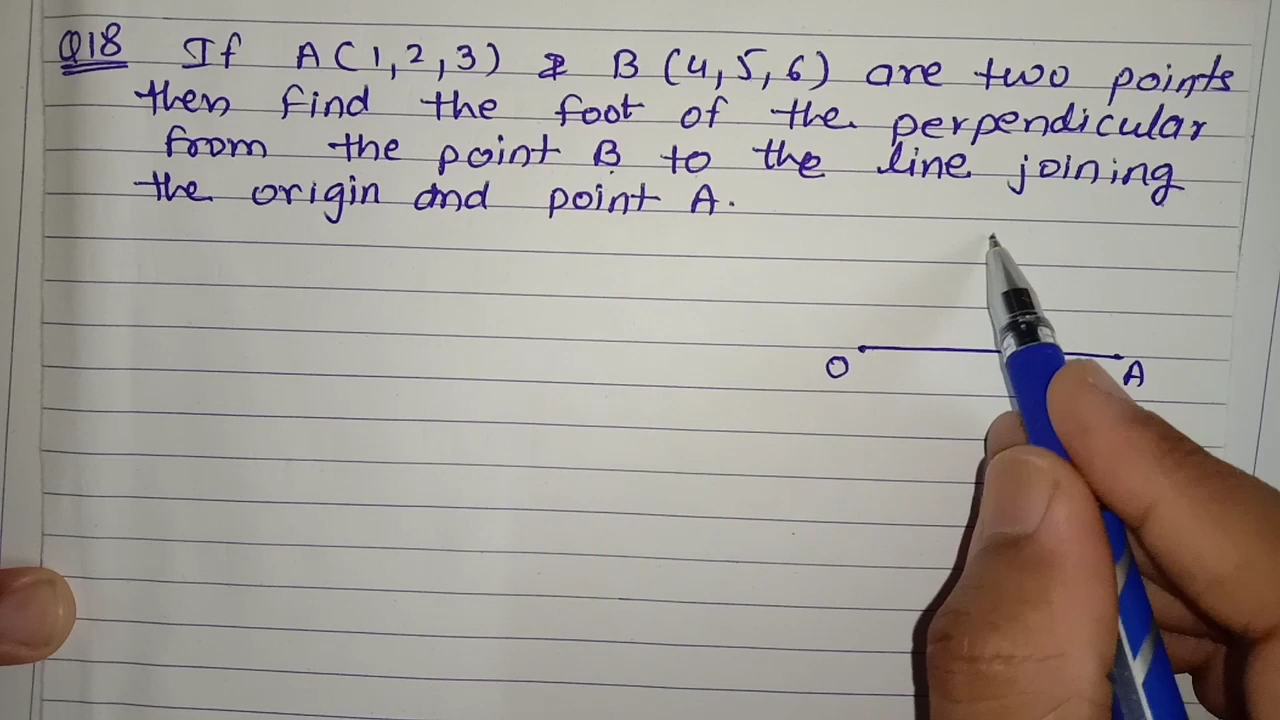 Q18 If A(1,2,3) & B(4,5,6) are two points
then find the foot of the perpendicular
from the point B to the line joining
the origin and point A.
O A